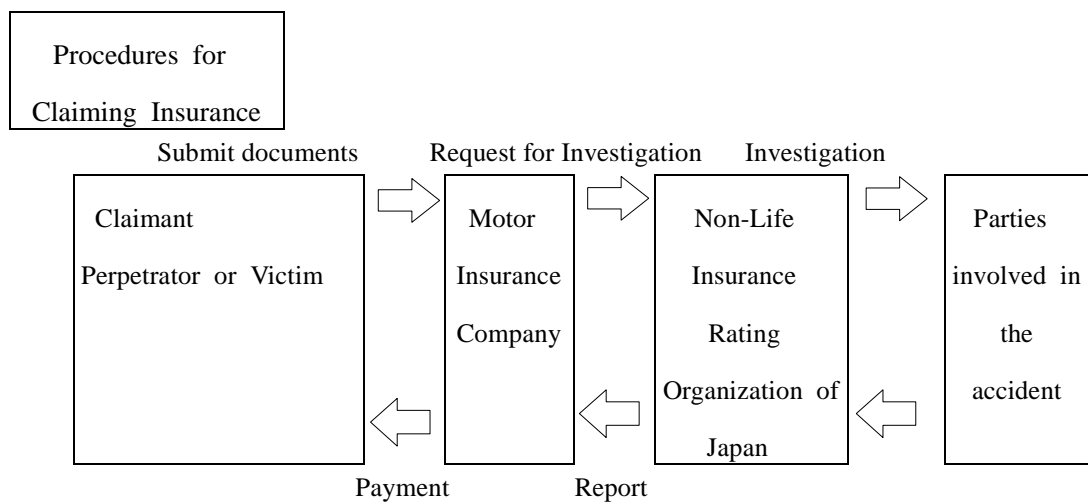 Procedures for
Claiming Insurance
Submit documents
Request for Investigation
Investigation
Claimant
Perpetrator or Victim
Motor
Insurance
Company
Non-Life
Insurance
Rating
Organization of
Japan
Parties
involved in
the
accident
Payment
Report